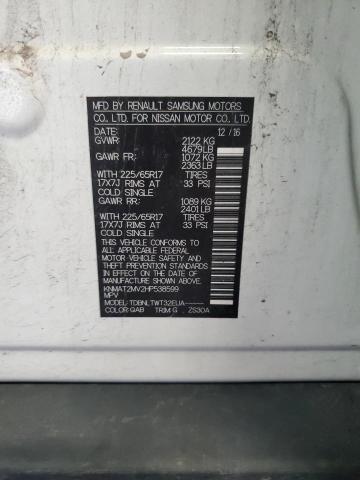 MFD BY RENAULT SAMSUNG MOTORS
CO., LTD. FOR NISSAN MOTOR CO., LTD.
DATE: 12 / 16
GVWR: 2122 KG
4679 LB
GAWR FR: 1072 KG
2363 LB
WITH 225/65R17 TIRES
17X7J RIMS AT 33 PSI
COLD SINGLE
GAWR RR: 1089 KG
2401 LB
WITH 225/65R17 TIRES
17X7J RIMS AT 33 PSI
COLD SINGLE
THIS VEHICLE CONFORMS TO
ALL APPLICABLE FEDERAL
MOTOR VEHICLE SAFETY, BUMPER,
AND THEFT PREVENTION
STANDARDS IN EFFECT ON THE
DATE OF MANUFACTURE SHOWN ABOVE.
KNMAT2MV2HP538599
MPV
MODEL: TDBNLTWT32EUA-----
COLOR: QAB TRIM: G ZS30A